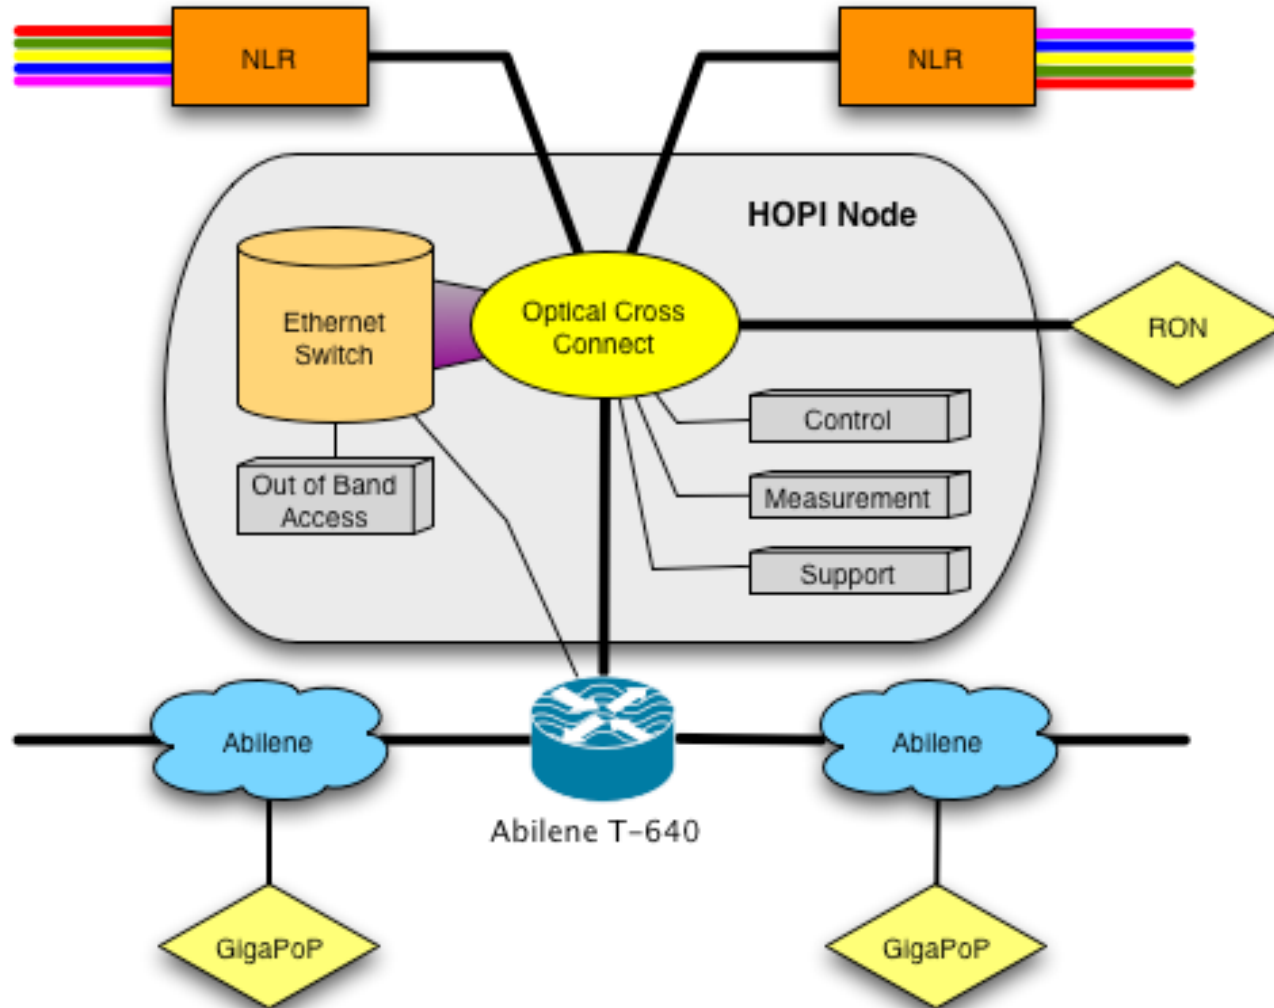 NLR
NLR
HOPI Node
Ethernet
Switch
Optical Cross
Connect
RON
Control
Out of Band
Access
Measurement
Support
Abilene
Abilene
Abilene T-640
GigaPoP
GigaPoP